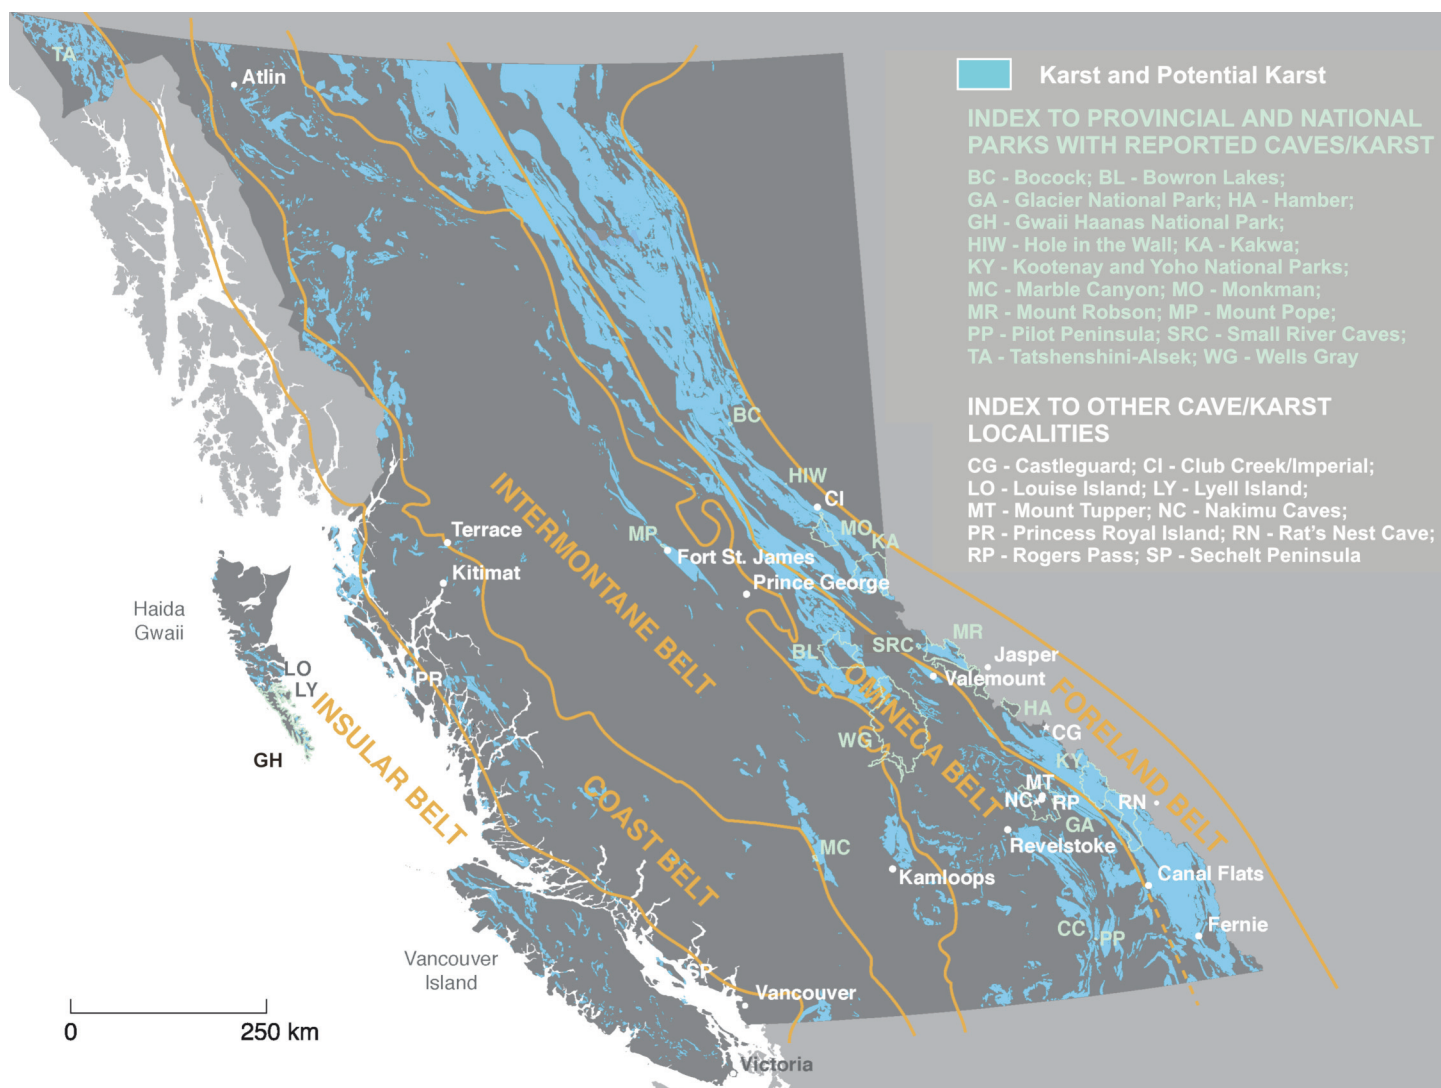 TA
Atlin
Karst and Potential Karst
INDEX TO PROVINCIAL AND NATIONAL
PARKS WITH REPORTED CAVES/KARST
BC - Bocock; BL - Bowron Lakes;
GA - Glacier National Park; HA - Hamber;
GH - Gwaii Haanas National Park;
HIW - Hole in the Wall; KA - Kakwa;
KY - Kootenay and Yoho National Parks;
MC - Marble Canyon; MO - Monkman;
MR - Mount Robson; MP - Mount Pope;
PP - Pilot Peninsula; SRC - Small River Caves;
TA - Tatshenshini-Alsek; WG - Wells Gray
INDEX TO OTHER CAVE/KARST
LOCALITIES
CG - Castleguard; CI - Club Creek/Imperial;
LO - Louise Island; LY - Lyell Island;
MT - Mount Tupper; NC - Nakimu Caves;
PR - Princess Royal Island; RN - Rat's Nest Cave;
RP - Rogers Pass; SP - Sechelt Peninsula
BC
HIW
CI
MO
KA
MP
Terrace
Kitimat
Fort St. James
Prince George
INTERMONTANE BELT
Haida
Gwaii
LO
LY
GH
PR
INSULAR BELT
COAST BELT
BL
SRC
MR
Jasper
Valemount
OMINECA BELT
FORELAND BELT
HA
CG
WG
KY
MT
NC
RP
GA
RN
Revelstoke
MC
Kamloops
Canal Flats
CC
PP
Fernie
Vancouver
Island
SP
Vancouver
Victoria
0
250 km